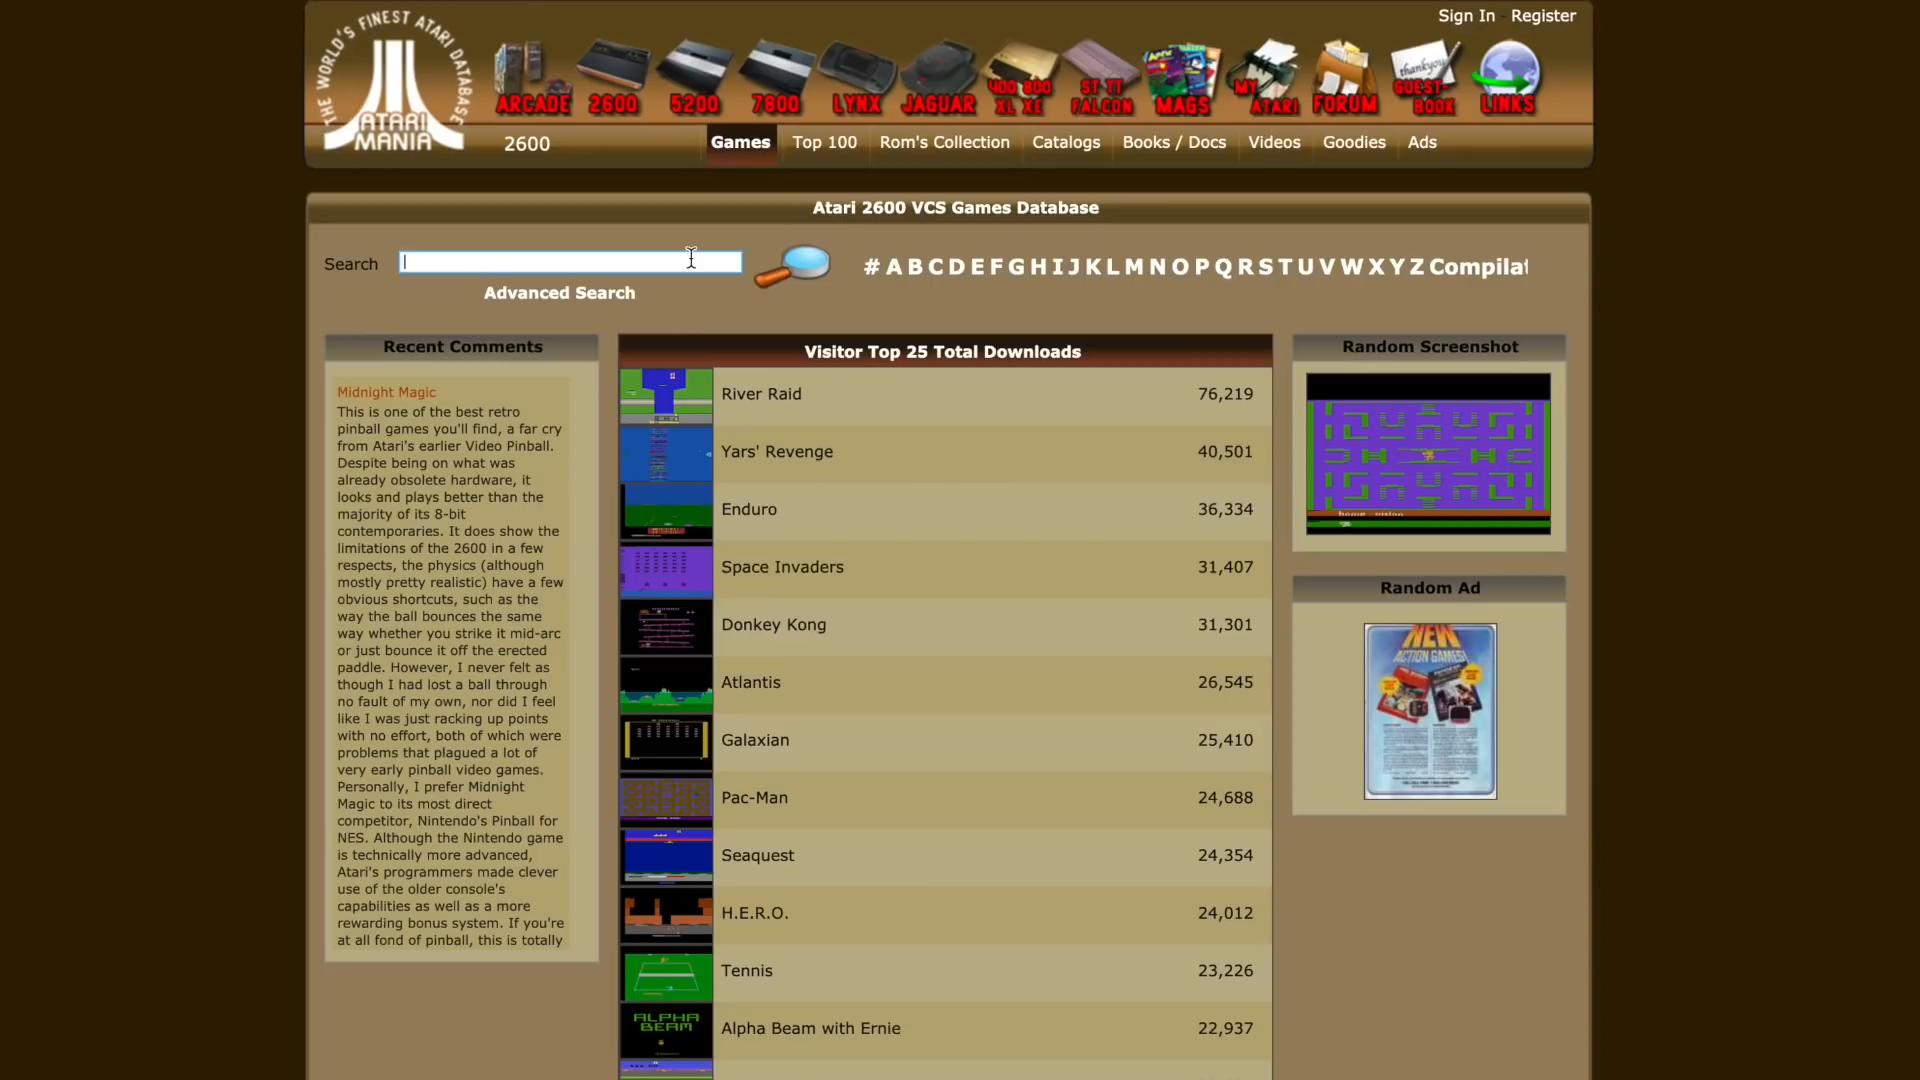 Sign In - Register
THE WORLD'S FINEST ATARI DATABASE
ATARI
MANIA
ARCADE
2600
5200
7800
LYNX
JAGUAR
400 800
XL XE
ST TT
FALCON
MAGS
MY
ATARI
FORUM
thankyou
GUEST-
BOOK
LINKS
2600
Games
Top 100
Rom's Collection
Catalogs
Books / Docs
Videos
Goodies
Ads
Atari 2600 VCS Games Database
Search
# A B C D E F G H I J K L M N O P Q R S T U V W X Y Z Compilat
Advanced Search
Recent Comments
Midnight Magic
This is one of the best retro
pinball games you'll find, a far cry
from Atari's earlier Video Pinball.
Despite being on what was
already obsolete hardware, it
looks and plays better than the
majority of its 8-bit
contemporaries. It does show the
limitations of the 2600 in a few
respects, the physics (although
mostly pretty realistic) have a few
obvious shortcuts, such as the
way the ball bounces the same
way whether you strike it mid-arc
or just bounce it off the erected
paddle. However, I never felt as
though I had lost a ball through
no fault of my own, nor did I feel
like I was just racking up points
with no effort, both of which were
problems that plagued a lot of
very early pinball video games.
Personally, I prefer Midnight
Magic to its most direct
competitor, Nintendo's Pinball for
NES. Although the Nintendo game
is technically more advanced,
Atari's programmers made clever
use of the older console's
capabilities as well as a more
rewarding bonus system. If you're
at all fond of pinball, this is totally
Visitor Top 25 Total Downloads
River Raid 76,219
Yars' Revenge 40,501
Enduro 36,334
Space Invaders 31,407
Donkey Kong 31,301
Atlantis 26,545
Galaxian 25,410
Pac-Man 24,688
Seaquest 24,354
H.E.R.O. 24,012
Tennis 23,226
ALPHA
BEAM
Alpha Beam with Ernie 22,937
Random Screenshot
home vision
Random Ad
NEW
ACTION GAMES!